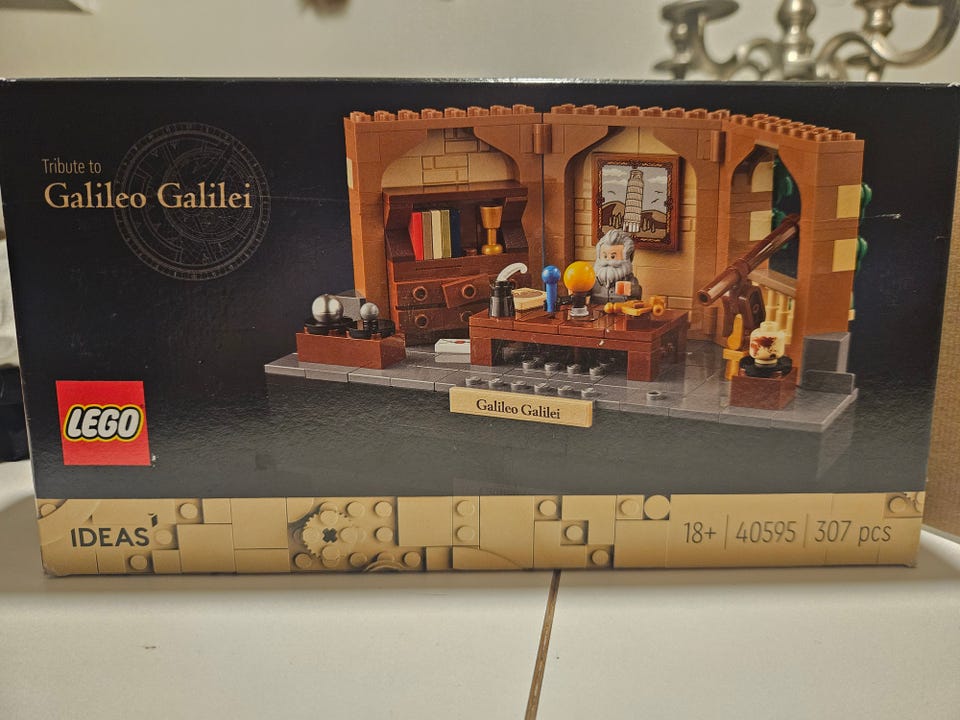 Tribute to
Galileo Galilei
Galileo Galilei
LEGO
IDEAS
18+ | 40595 | 307 pcs